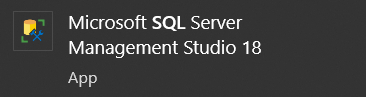 Microsoft SQL Server
Management Studio 18
App